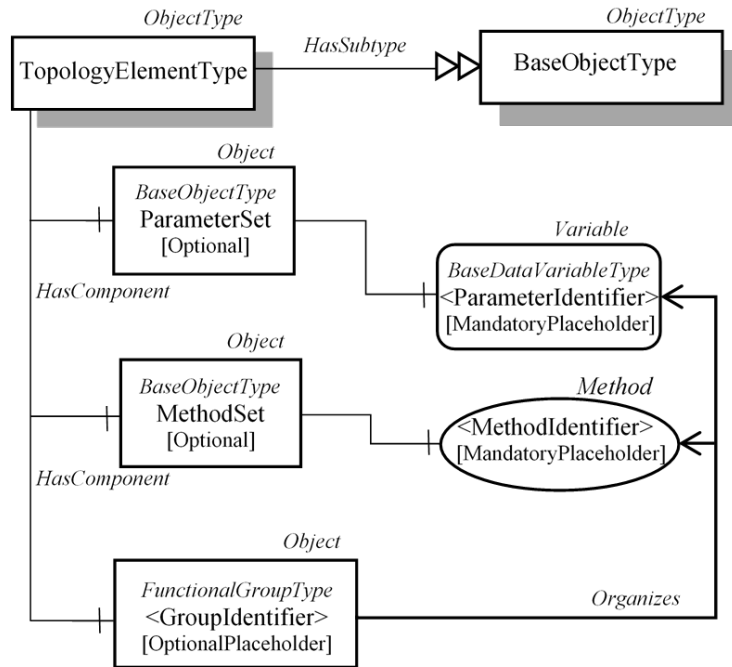 ObjectType
ObjectType
TopologyElementType
HasSubtype
BaseObjectType
Object
BaseObjectType
ParameterSet
[Optional]
Variable
BaseDataVariableType
<ParameterIdentifier>
[MandatoryPlaceholder]
HasComponent
Object
BaseObjectType
MethodSet
[Optional]
Method
<MethodIdentifier>
[MandatoryPlaceholder]
HasComponent
Object
FunctionalGroupType
<GroupIdentifier>
[OptionalPlaceholder]
Organizes